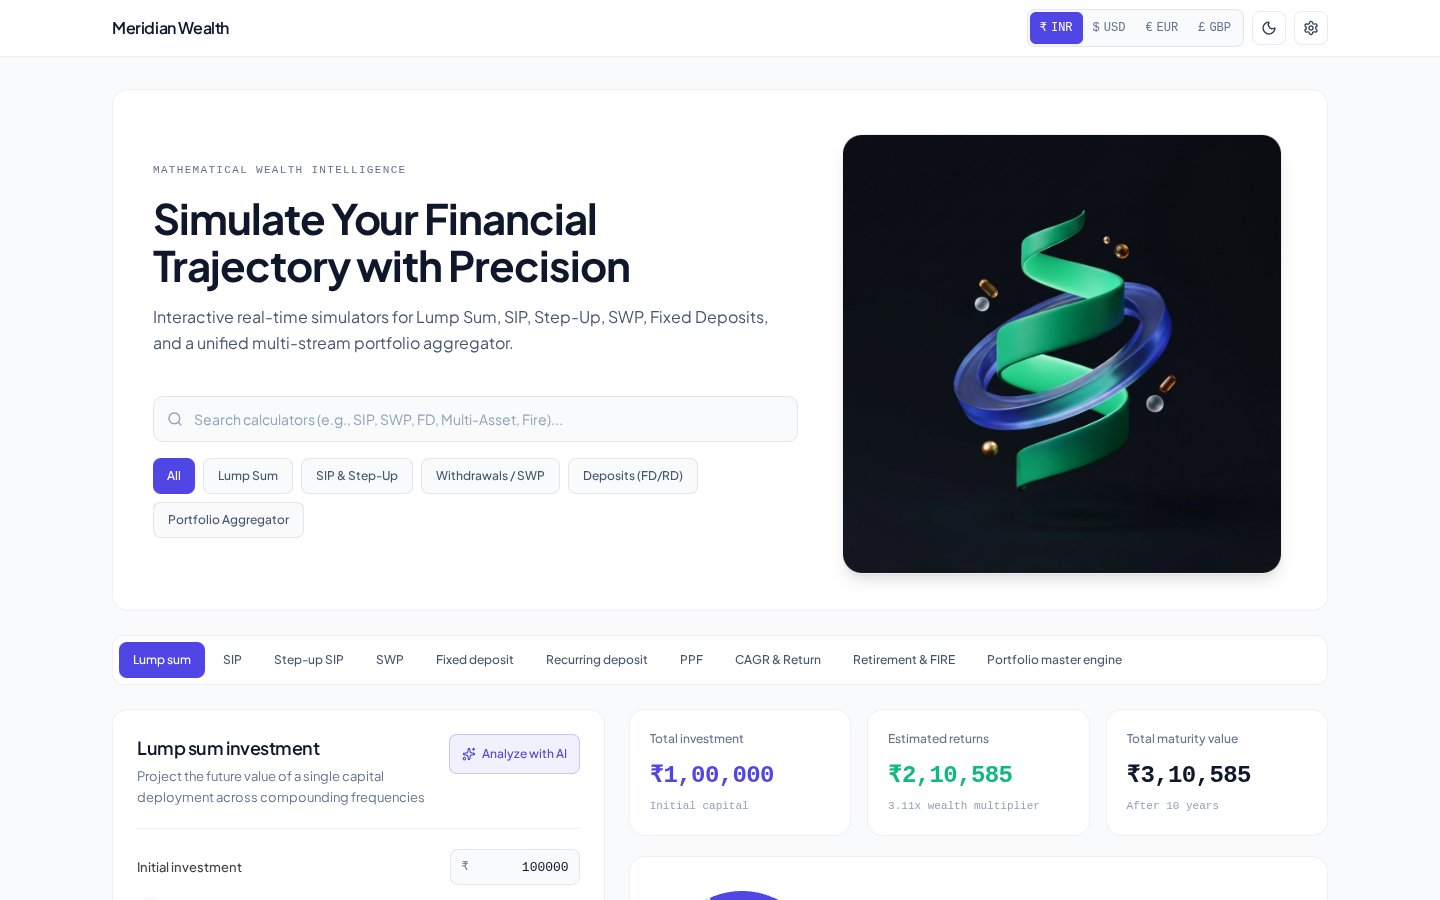 Meridian Wealth
₹ INR $ USD € EUR £ GBP
MATHEMATICAL WEALTH INTELLIGENCE
Simulate Your Financial
Trajectory with Precision
Interactive real-time simulators for Lump Sum, SIP, Step-Up, SWP, Fixed Deposits,
and a unified multi-stream portfolio aggregator.
Search calculators (e.g., SIP, SWP, FD, Multi-Asset, Fire)...
All Lump Sum SIP & Step-Up Withdrawals / SWP Deposits (FD/RD)
Portfolio Aggregator
Lump sum SIP Step-up SIP SWP Fixed deposit Recurring deposit PPF CAGR & Return Retirement & FIRE Portfolio master engine
Lump sum investment
Analyze with AI
Project the future value of a single capital
deployment across compounding frequencies
Initial investment
₹ 100000
Total investment
₹1,00,000
Initial capital
Estimated returns
₹2,10,585
3.11x wealth multiplier
Total maturity value
₹3,10,585
After 10 years